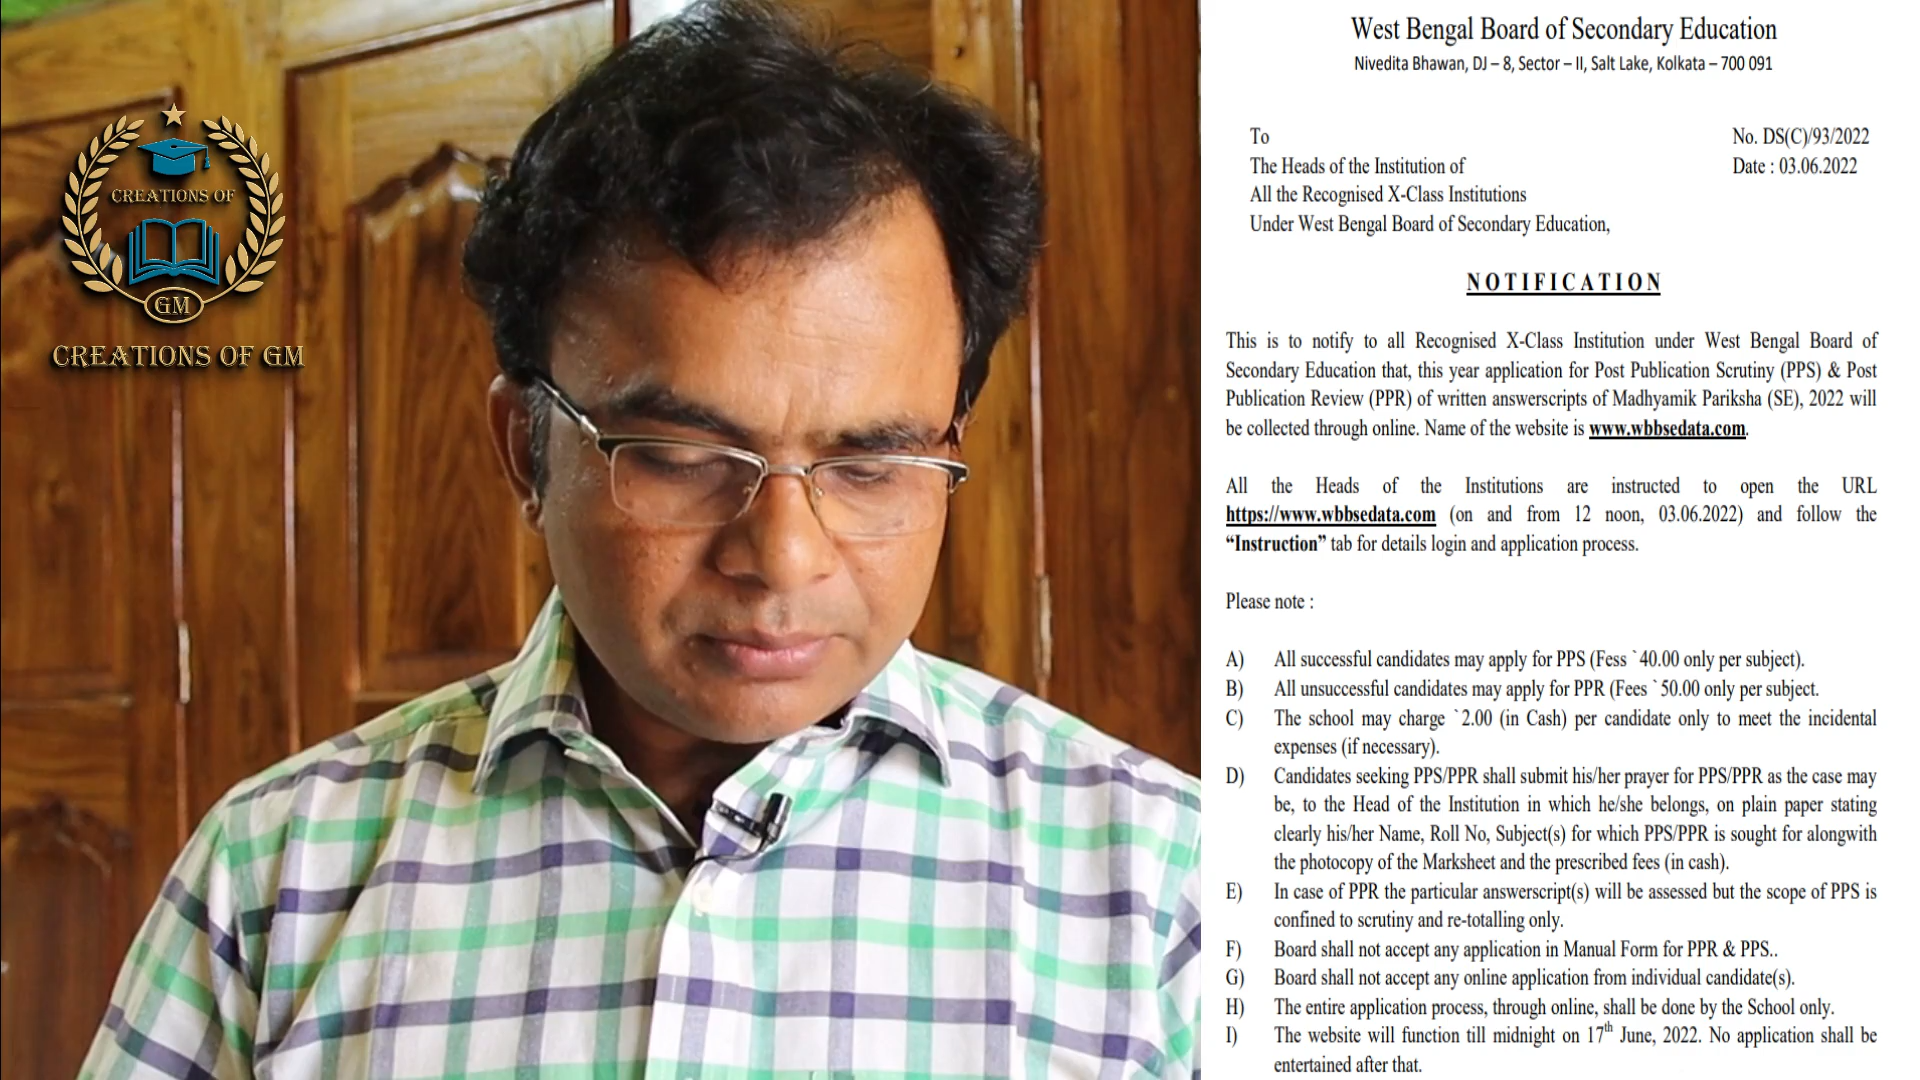 CREATIONS OF
GM
CREATIONS OF GM
West Bengal Board of Secondary Education
Nivedita Bhawan, DJ – 8, Sector – II, Salt Lake, Kolkata – 700 091
To
The Heads of the Institution of
All the Recognised X-Class Institutions
Under West Bengal Board of Secondary Education,
No. DS(C)/93/2022
Date : 03.06.2022
NOTIFICATION
This is to notify to all Recognised X-Class Institution under West Bengal Board of
Secondary Education that, this year application for Post Publication Scrutiny (PPS) & Post
Publication Review (PPR) of written answerscripts of Madhyamik Pariksha (SE), 2022 will
be collected through online. Name of the website is www.wbbsedata.com.
All the Heads of the Institutions are instructed to open the URL
https://www.wbbsedata.com (on and from 12 noon, 03.06.2022) and follow the
“Instruction” tab for details login and application process.
Please note :
A) All successful candidates may apply for PPS (Fess `40.00 only per subject).
B) All unsuccessful candidates may apply for PPR (Fees `50.00 only per subject.
C) The school may charge `2.00 (in Cash) per candidate only to meet the incidental
expenses (if necessary).
D) Candidates seeking PPS/PPR shall submit his/her prayer for PPS/PPR as the case may
be, to the Head of the Institution in which he/she belongs, on plain paper stating
clearly his/her Name, Roll No, Subject(s) for which PPS/PPR is sought for alongwith
the photocopy of the Marksheet and the prescribed fees (in cash).
E) In case of PPR the particular answerscript(s) will be assessed but the scope of PPS is
confined to scrutiny and re-totalling only.
F) Board shall not accept any application in Manual Form for PPR & PPS..
G) Board shall not accept any online application from individual candidate(s).
H) The entire application process, through online, shall be done by the School only.
I) The website will function till midnight on 17th June, 2022. No application shall be
entertained after that.